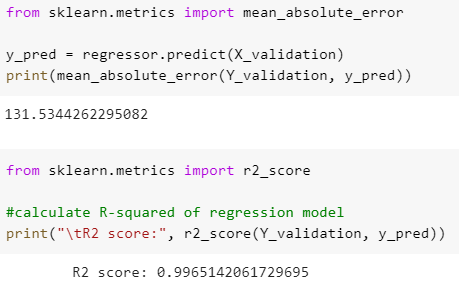 from sklearn.metrics import mean_absolute_error
y_pred = regressor.predict(X_validation)
print(mean_absolute_error(Y_validation, y_pred))
131.5344262295082
from sklearn.metrics import r2_score
#calculate R-squared of regression model
print("\tR2 score:", r2_score(Y_validation, y_pred))
R2 score: 0.9965142061729695